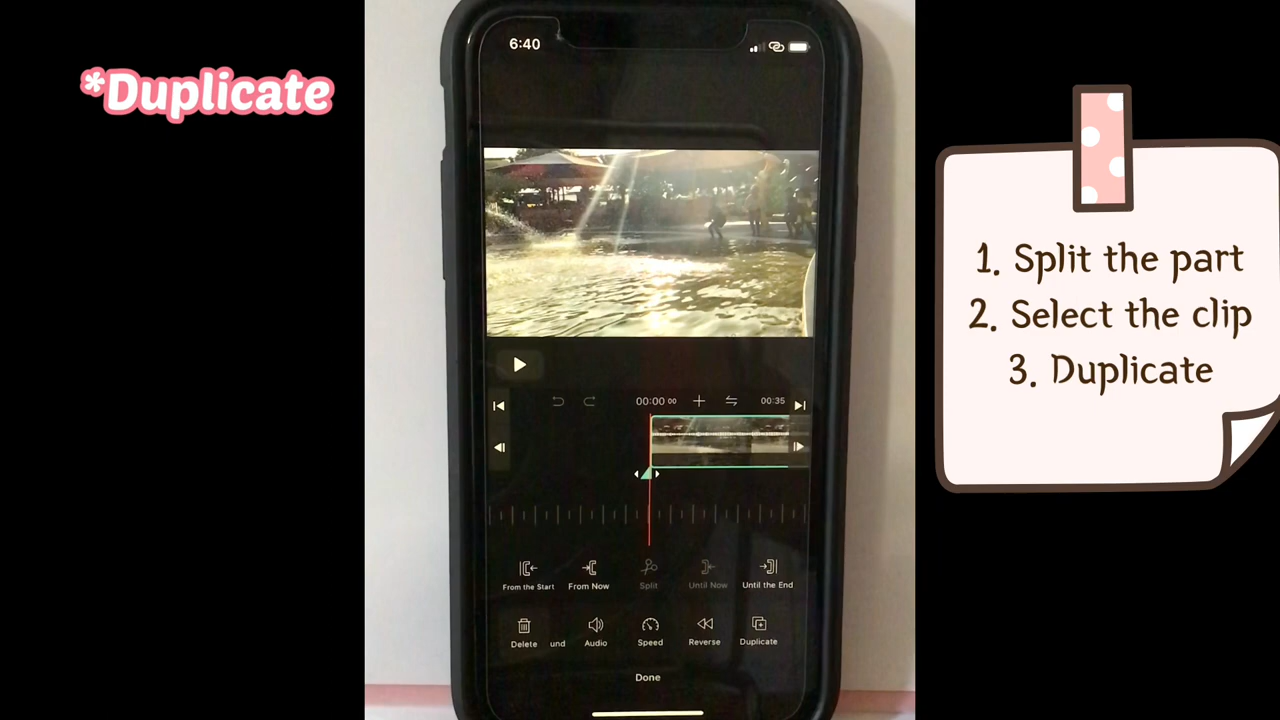 *Duplicate
6:40
1. Split the part
2. Select the clip
3. Duplicate
00:00 00
00:35
From the Start
From Now
Split
Until Now
Until the End
Delete
und
Audio
Speed
Reverse
Duplicate
Done